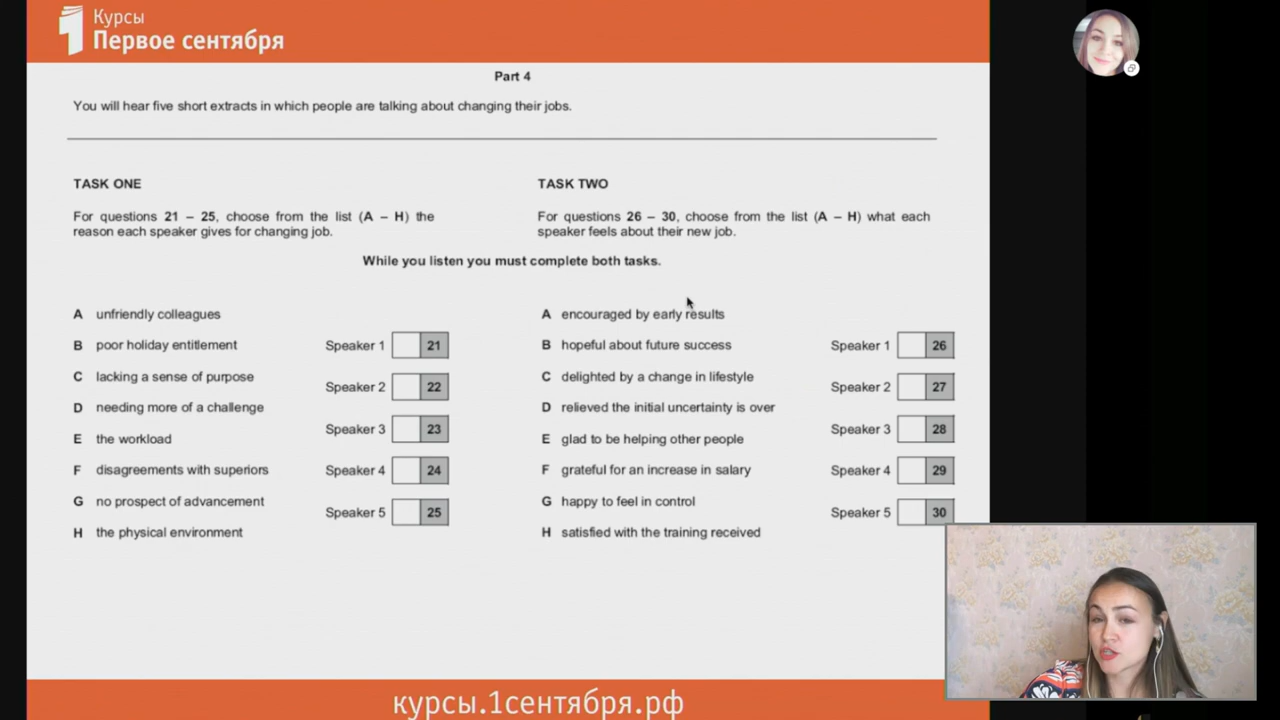 Курсы
Первое сентября
Part 4
You will hear five short extracts in which people are talking about changing their jobs.
TASK ONE
For questions 21 – 25, choose from the list (A – H) the
reason each speaker gives for changing job.
TASK TWO
For questions 26 – 30, choose from the list (A – H) what each
speaker feels about their new job.
While you listen you must complete both tasks.
A unfriendly colleagues
B poor holiday entitlement
C lacking a sense of purpose
D needing more of a challenge
E the workload
F disagreements with superiors
G no prospect of advancement
H the physical environment
Speaker 1 21
Speaker 2 22
Speaker 3 23
Speaker 4 24
Speaker 5 25
A encouraged by early results
B hopeful about future success
C delighted by a change in lifestyle
D relieved the initial uncertainty is over
E glad to be helping other people
F grateful for an increase in salary
G happy to feel in control
H satisfied with the training received
Speaker 1 26
Speaker 2 27
Speaker 3 28
Speaker 4 29
Speaker 5 30
курсы.1сентября.рф